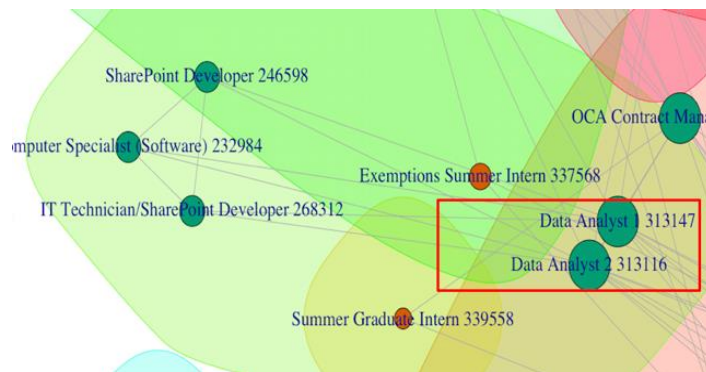 SharePoint Developer 246598
OCA Contract Mana
omputer Specialist (Software) 232984
Exemptions Summer Intern 337568
IT Technician/SharePoint Developer 268312
Data Analyst 1 313147
Data Analyst 2 313116
Summer Graduate Intern 339558